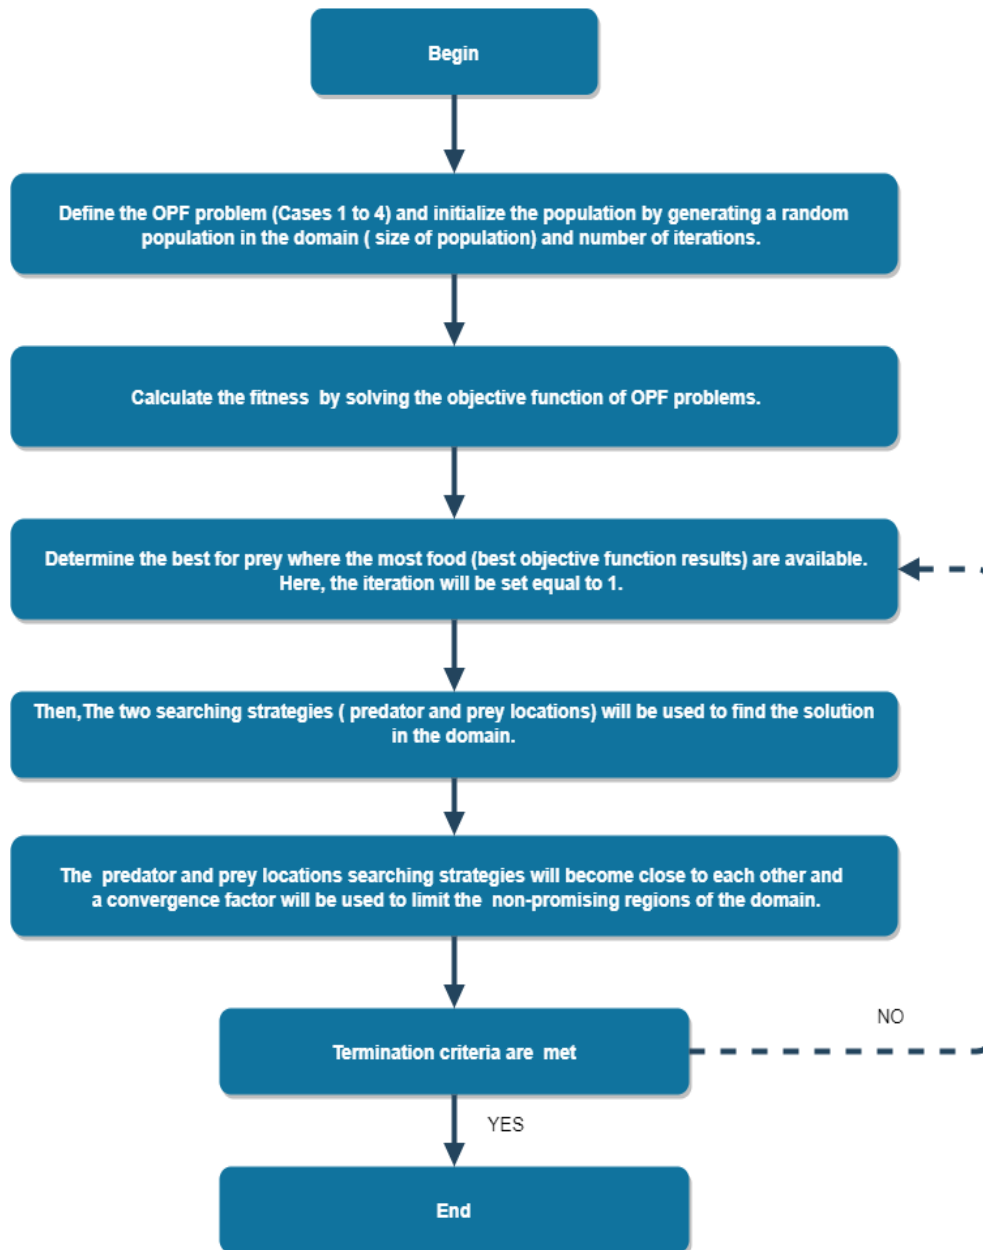 Begin
Define the OPF problem (Cases 1 to 4) and initialize the population by generating a random
population in the domain ( size of population) and number of iterations.
Calculate the fitness by solving the objective function of OPF problems.
Determine the best for prey where the most food (best objective function results) are available.
Here, the iteration will be set equal to 1.
Then,The two searching strategies ( predator and prey locations) will be used to find the solution
in the domain.
The predator and prey locations searching strategies will become close to each other and
a convergence factor will be used to limit the non-promising regions of the domain.
NO
Termination criteria are met
YES
End